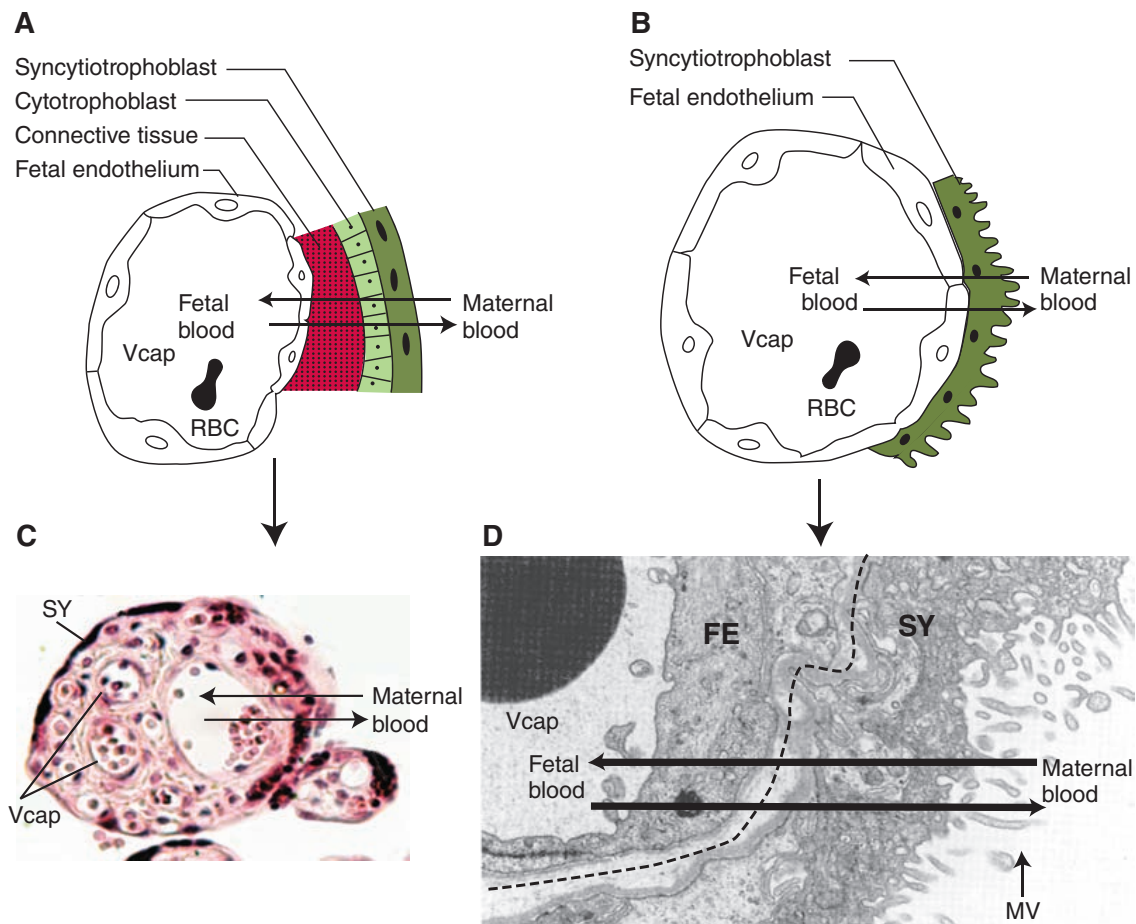 A
Syncytiotrophoblast
Cytotrophoblast
Connective tissue
Fetal endothelium
Fetal
blood
Maternal
blood
Vcap
RBC
B
Syncytiotrophoblast
Fetal endothelium
Fetal
blood
Maternal
blood
Vcap
RBC
C
SY
Maternal
blood
Vcap
D
FE
SY
Vcap
Fetal
blood
Maternal
blood
MV